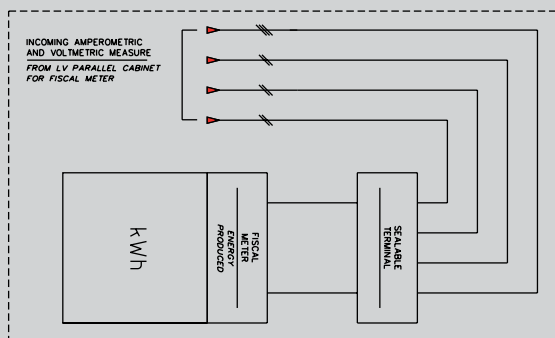 INCOMING AMPEROMETRIC
AND VOLTMETRIC MEASURE
FROM LV PARALLEL CABINET
FOR FISCAL METER
kWh
FISCAL
METER
ENERGY
PRODUCED
SEALABLE
TERMINAL